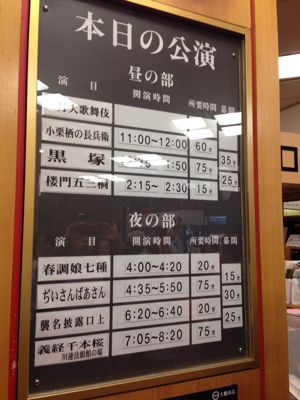 本日の公演
昼の部
演目 開演時間 所要時間 幕間
大歌舞伎
小栗栖の長兵衛 11:00~12:00 60分
35分
黒塚 1:50 75分
25分
楼門五三桐 2:15~2:30 15分
夜の部
演目 開演時間 所要時間 幕間
春調娘七種 4:00~4:20 20分
15分
ぢいさんばあさん 4:35~5:50 75分
30分
襲名披露口上 6:20~6:40 20分
25分
義経千本桜 7:05~8:20 75分
川連法眼館の場